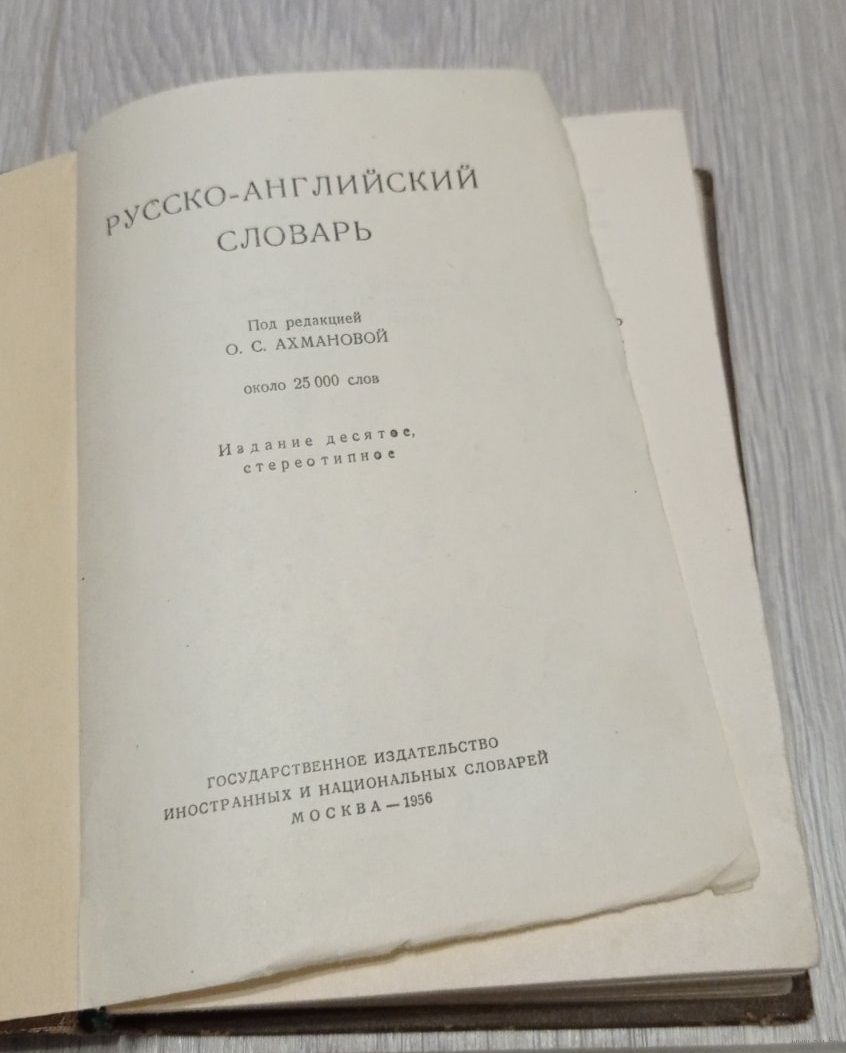 РУССКО-АНГЛИЙСКИЙ
СЛОВАРЬ
Под редакцией
О. С. АХМАНОВОЙ
около 25 000 слов
Издание десятое,
стереотипное
ГОСУДАРСТВЕННОЕ ИЗДАТЕЛЬСТВО
ИНОСТРАННЫХ И НАЦИОНАЛЬНЫХ СЛОВАРЕЙ
МОСКВА — 1956